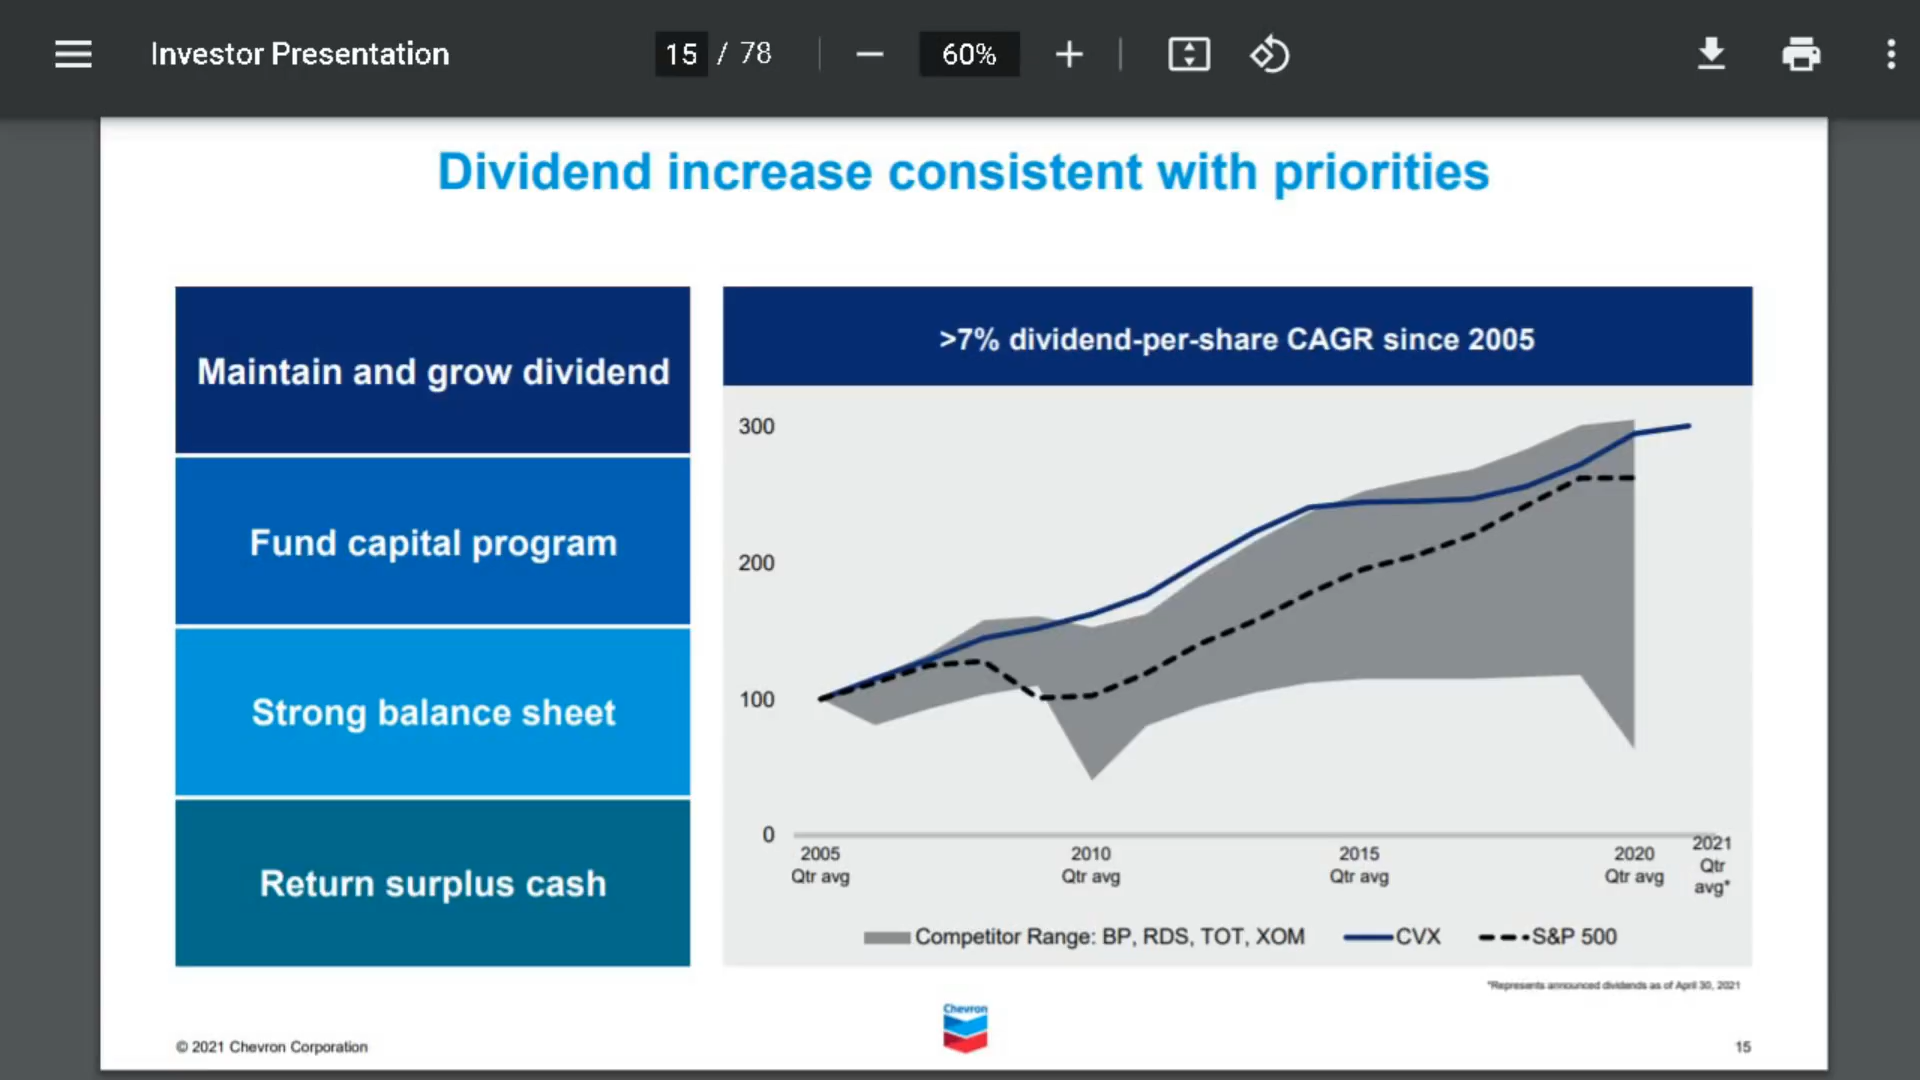 Investor Presentation
15 / 78
60%
Dividend increase consistent with priorities
Maintain and grow dividend
Fund capital program
Strong balance sheet
Return surplus cash
>7% dividend-per-share CAGR since 2005
300
200
100
0
2005
Qtr avg
2010
Qtr avg
2015
Qtr avg
2020
Qtr avg
2021
Qtr
avg*
Competitor Range: BP, RDS, TOT, XOM
CVX
S&P 500
*Represents announced dividends as of April 30, 2021
Chevron
© 2021 Chevron Corporation
15